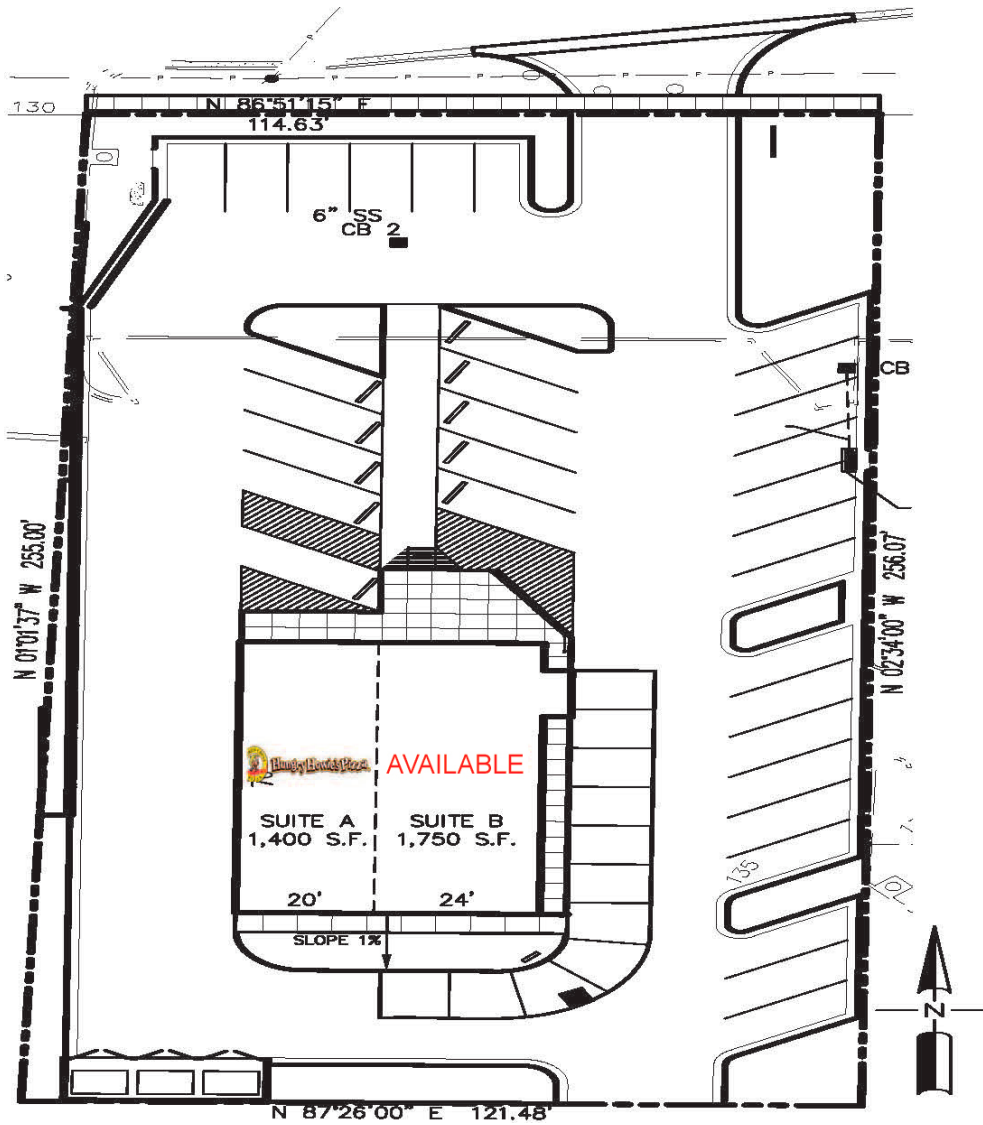 130
N 86°51'15" E
114.63'
6" SS
CB 2
CB
N 01°01'37" W 255.00'
N 02°34'00" W 256.07'
Hungry Howie's Pizza
AVAILABLE
SUITE A
1,400 S.F.
SUITE B
1,750 S.F.
20'
24'
135
SLOPE 1%
N
N 87°26'00" E 121.48'